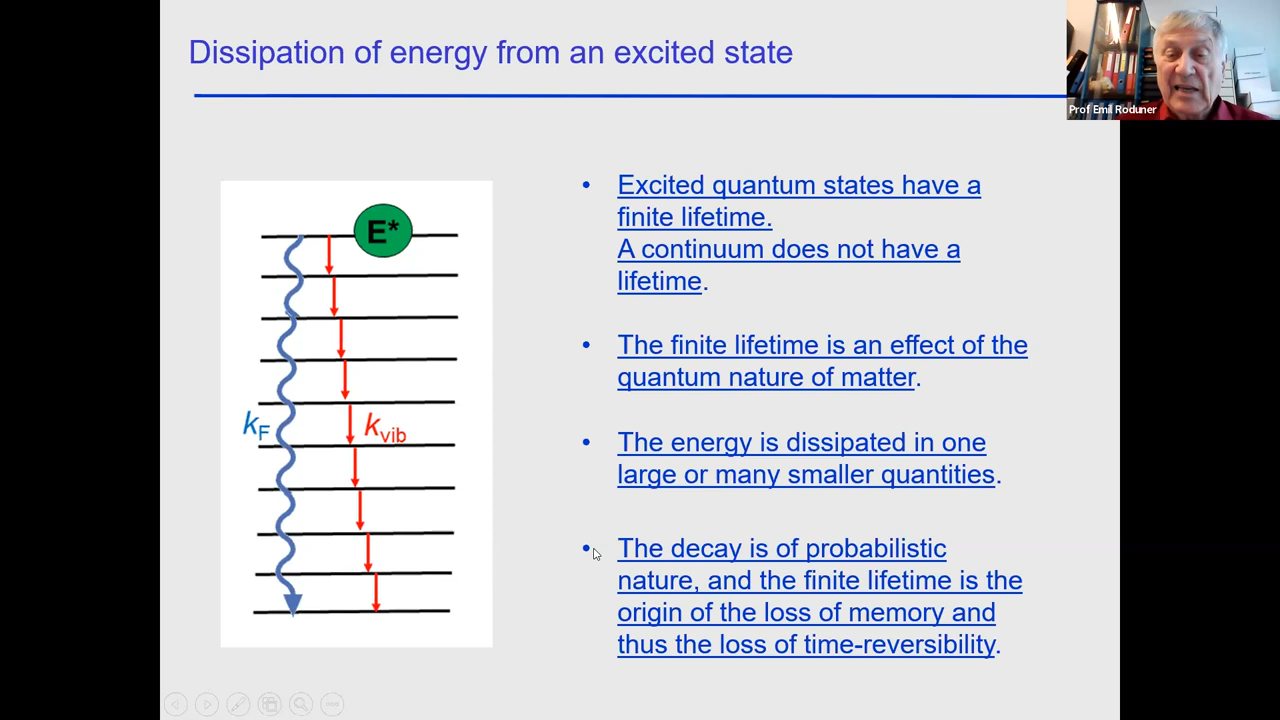 Dissipation of energy from an excited state
Prof Emil Roduner
E*
kF
kvib
• Excited quantum states have a
finite lifetime.
A continuum does not have a
lifetime.
• The finite lifetime is an effect of the
quantum nature of matter.
• The energy is dissipated in one
large or many smaller quantities.
• The decay is of probabilistic
nature, and the finite lifetime is the
origin of the loss of memory and
thus the loss of time-reversibility.